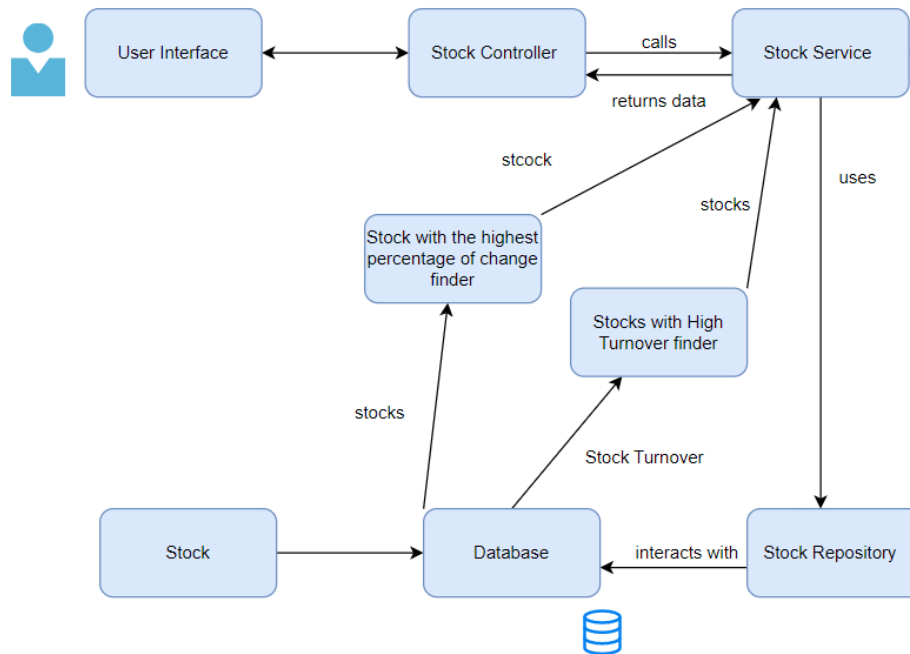 User Interface
Stock Controller
calls
Stock Service
returns data
stcock
uses
stocks
Stock with the highest
percentage of change
finder
Stocks with High
Turnover finder
stocks
Stock Turnover
Stock
Database
interacts with
Stock Repository